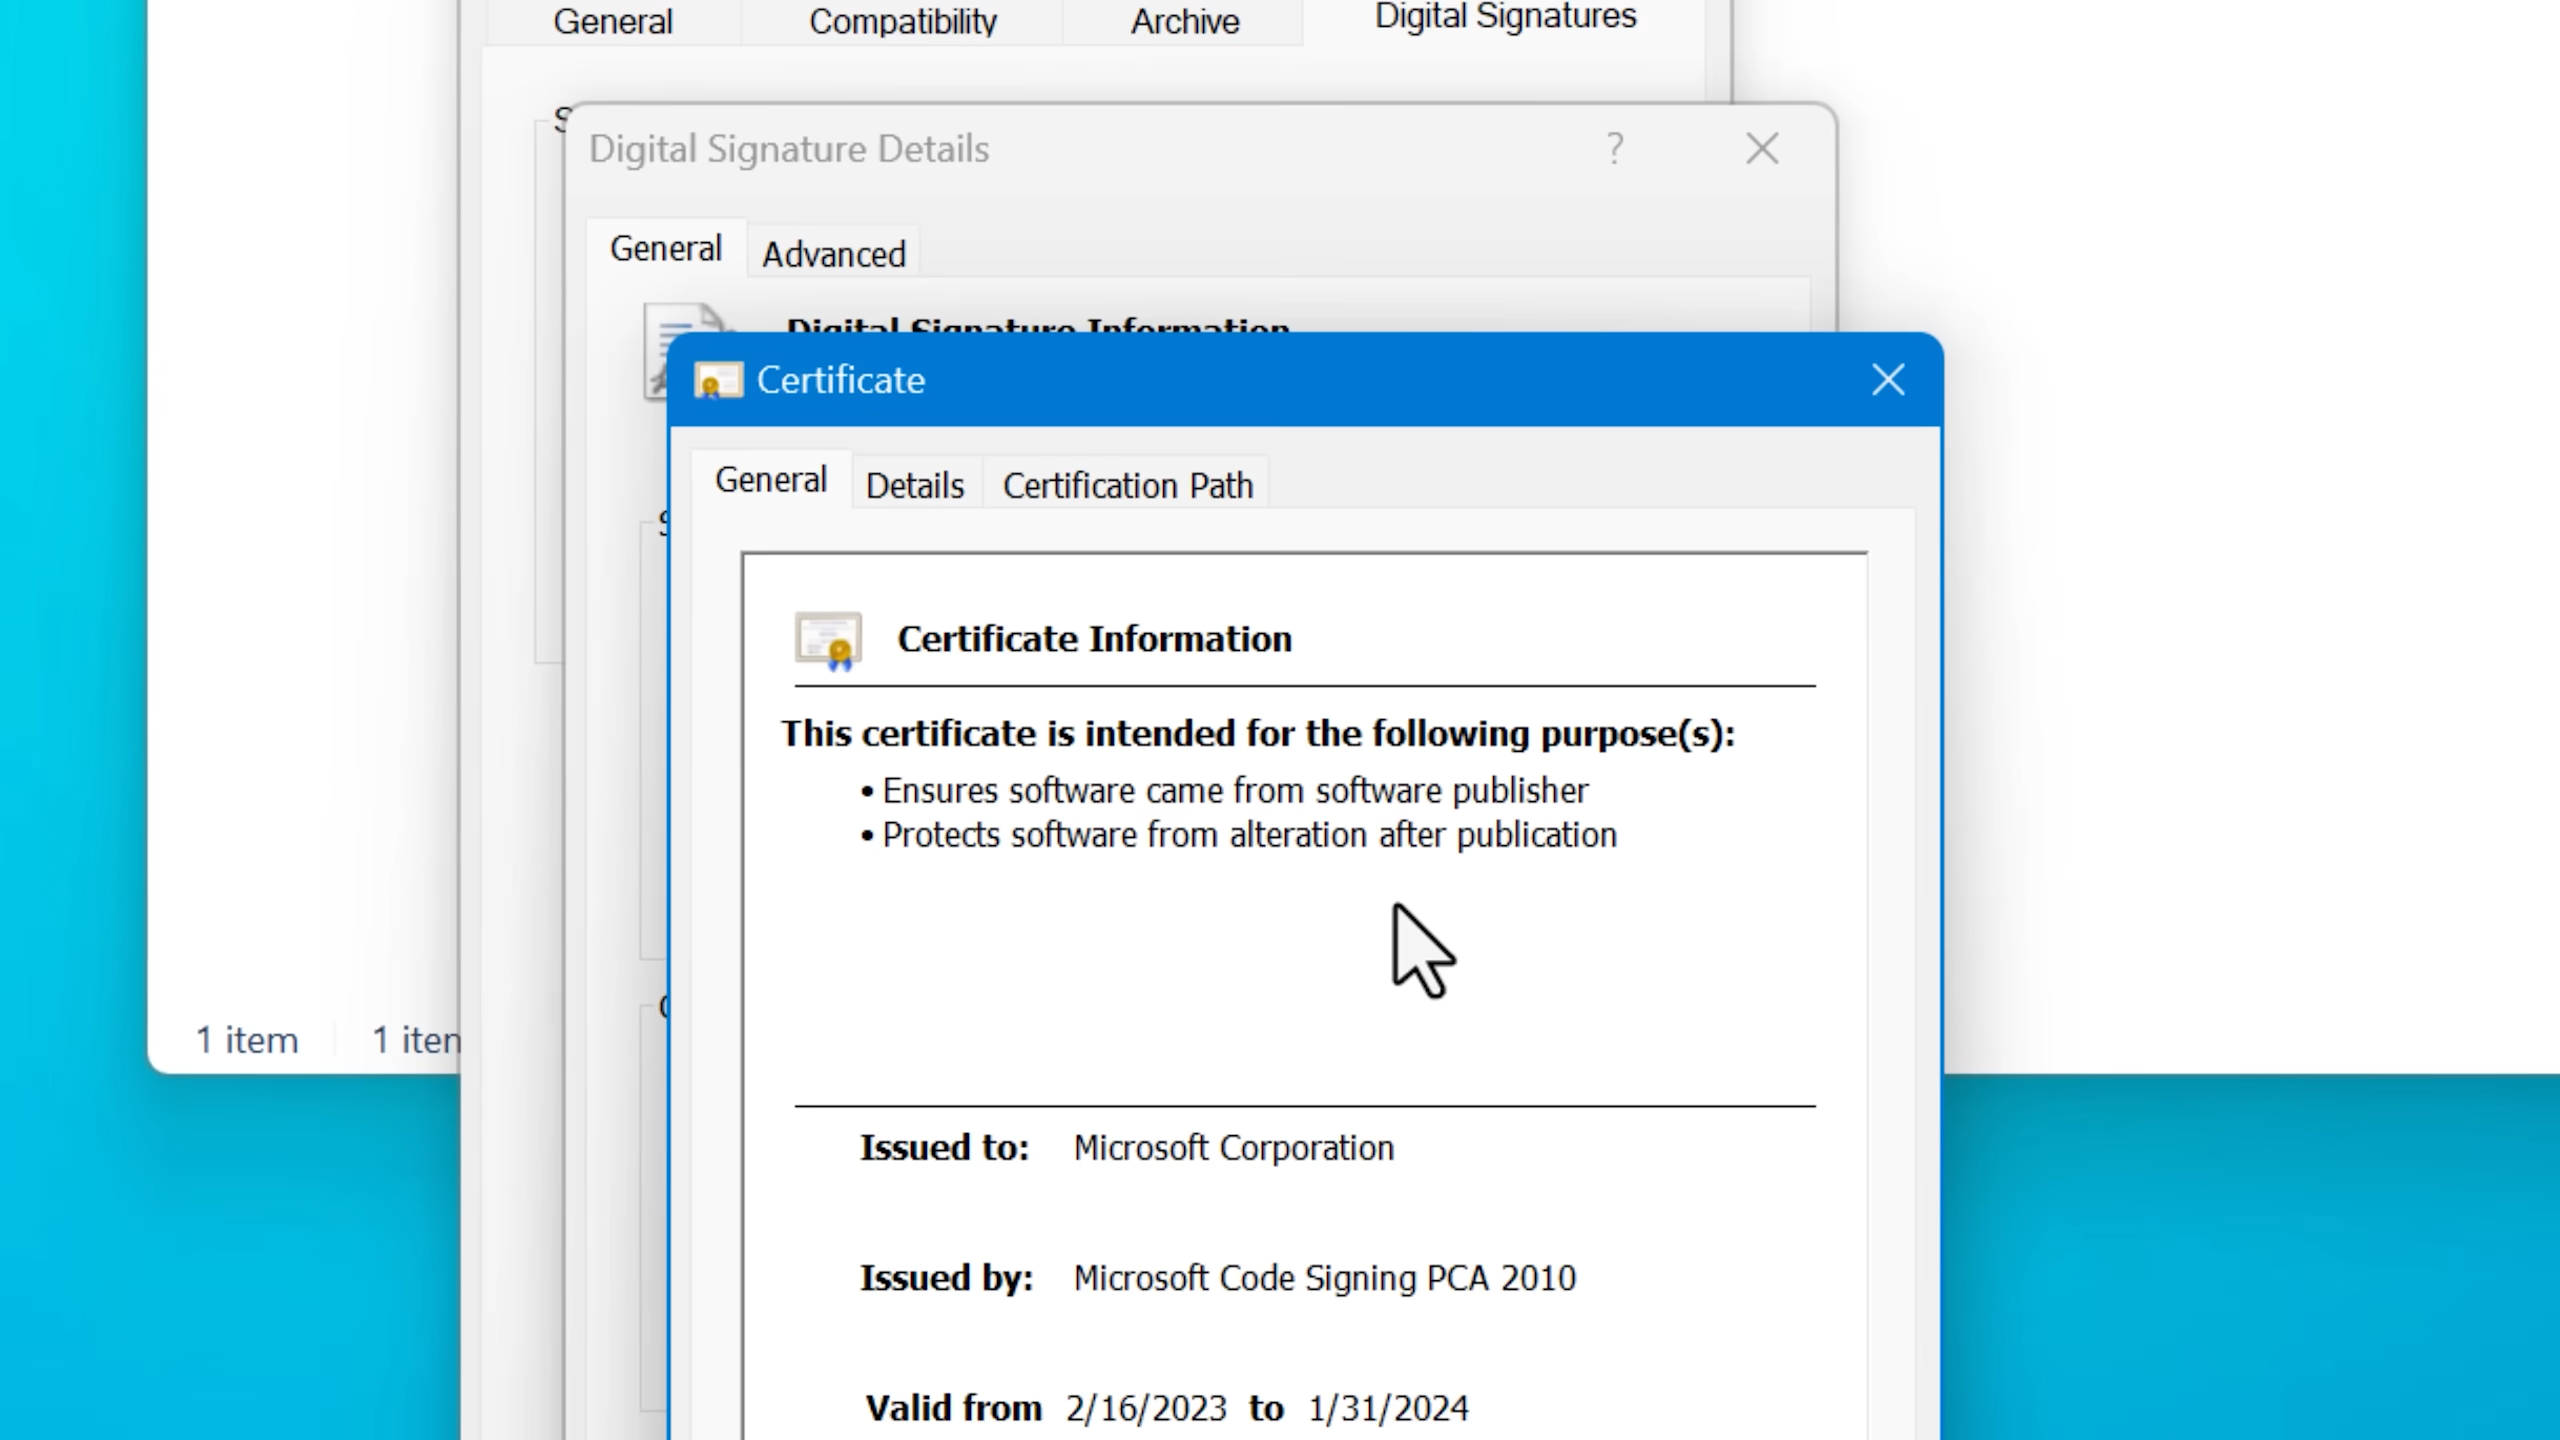 General Compatibility Archive Digital Signatures
Digital Signature Details ?
General Advanced
Digital Signature Information
Certificate
General Details Certification Path
Certificate Information
This certificate is intended for the following purpose(s):
• Ensures software came from software publisher
• Protects software from alteration after publication
1 item 1 iten
Issued to: Microsoft Corporation
Issued by: Microsoft Code Signing PCA 2010
Valid from 2/16/2023 to 1/31/2024